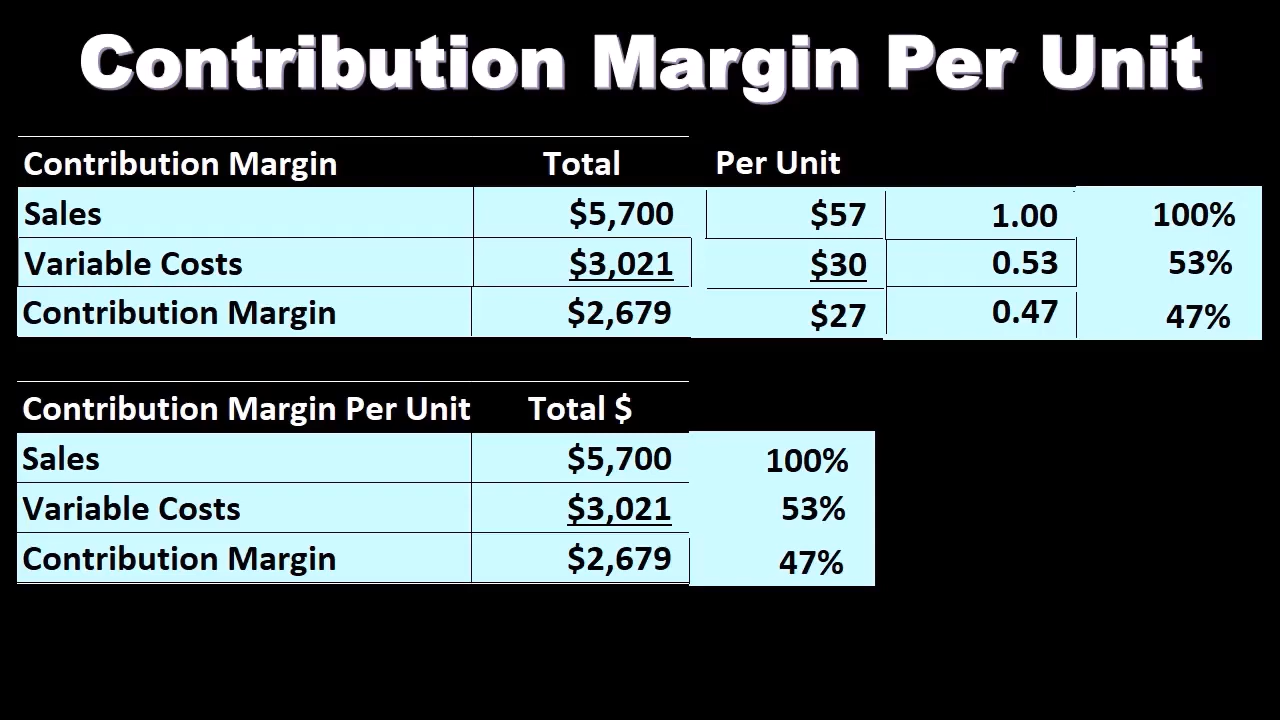 Contribution Margin Per Unit
Contribution Margin Total Per Unit
Sales $5,700 $57 1.00 100%
Variable Costs $3,021 $30 0.53 53%
Contribution Margin $2,679 $27 0.47 47%
Contribution Margin Per Unit Total $
Sales $5,700 100%
Variable Costs $3,021 53%
Contribution Margin $2,679 47%